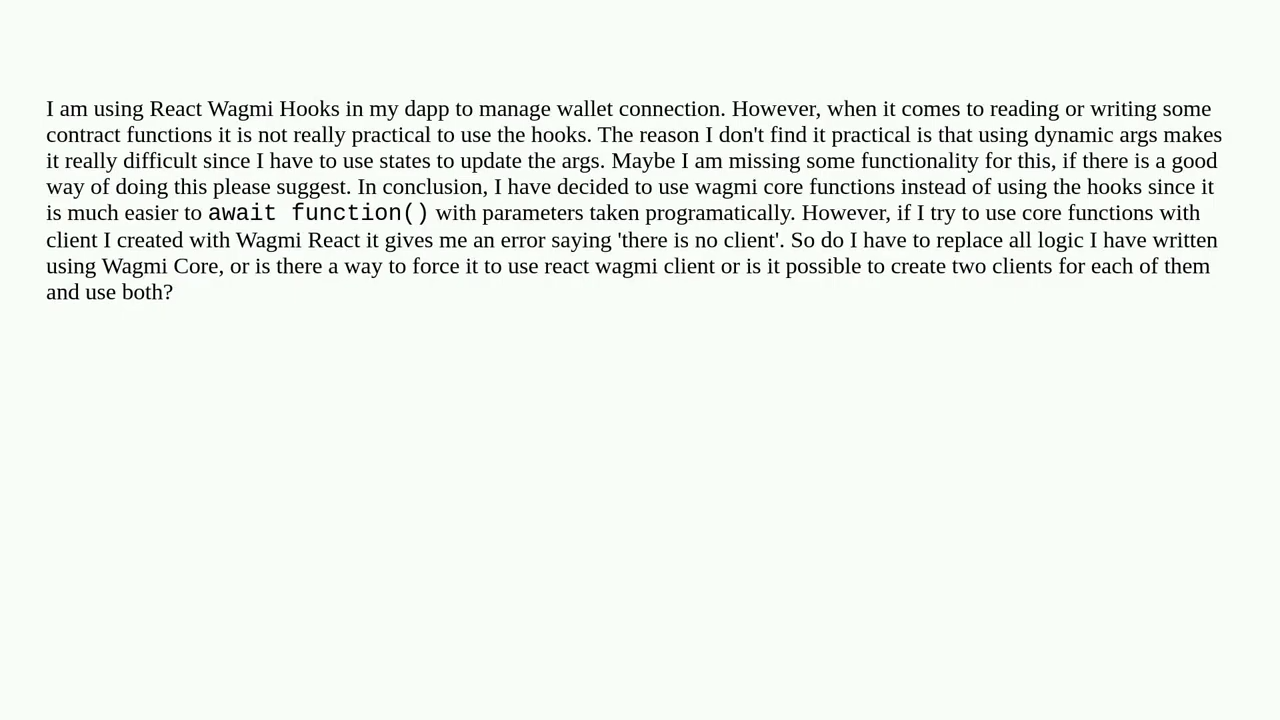 I am using React Wagmi Hooks in my dapp to manage wallet connection. However, when it comes to reading or writing some
contract functions it is not really practical to use the hooks. The reason I don't find it practical is that using dynamic args makes
it really difficult since I have to use states to update the args. Maybe I am missing some functionality for this, if there is a good
way of doing this please suggest. In conclusion, I have decided to use wagmi core functions instead of using the hooks since it
is much easier to await function() with parameters taken programatically. However, if I try to use core functions with
client I created with Wagmi React it gives me an error saying 'there is no client'. So do I have to replace all logic I have written
using Wagmi Core, or is there a way to force it to use react wagmi client or is it possible to create two clients for each of them
and use both?